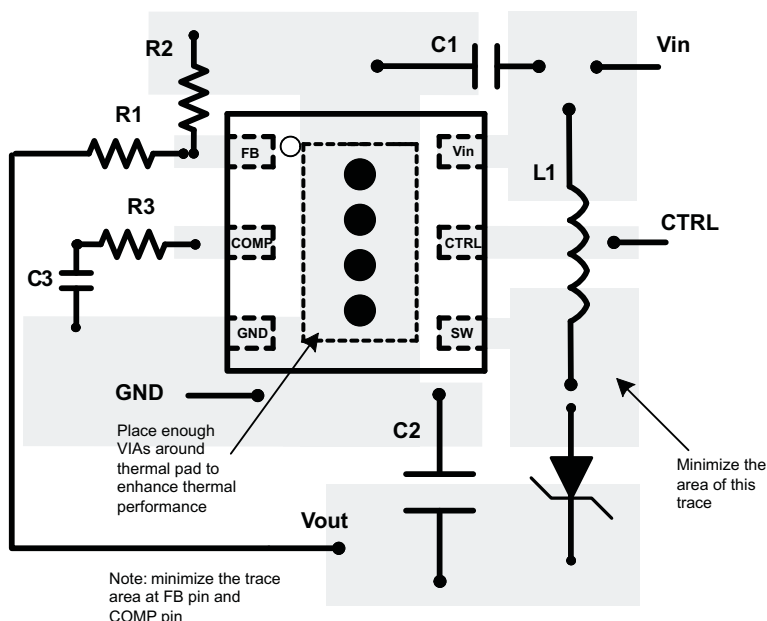 R2
C1
Vin
R1
FB
Vin
L1
R3
COMP
CTRL
CTRL
C3
GND
SW
GND
Place enough
VIAs around
thermal pad to
enhance thermal
performance
C2
Minimize the
area of this
trace
Vout
Note: minimize the trace
area at FB pin and
COMP pin